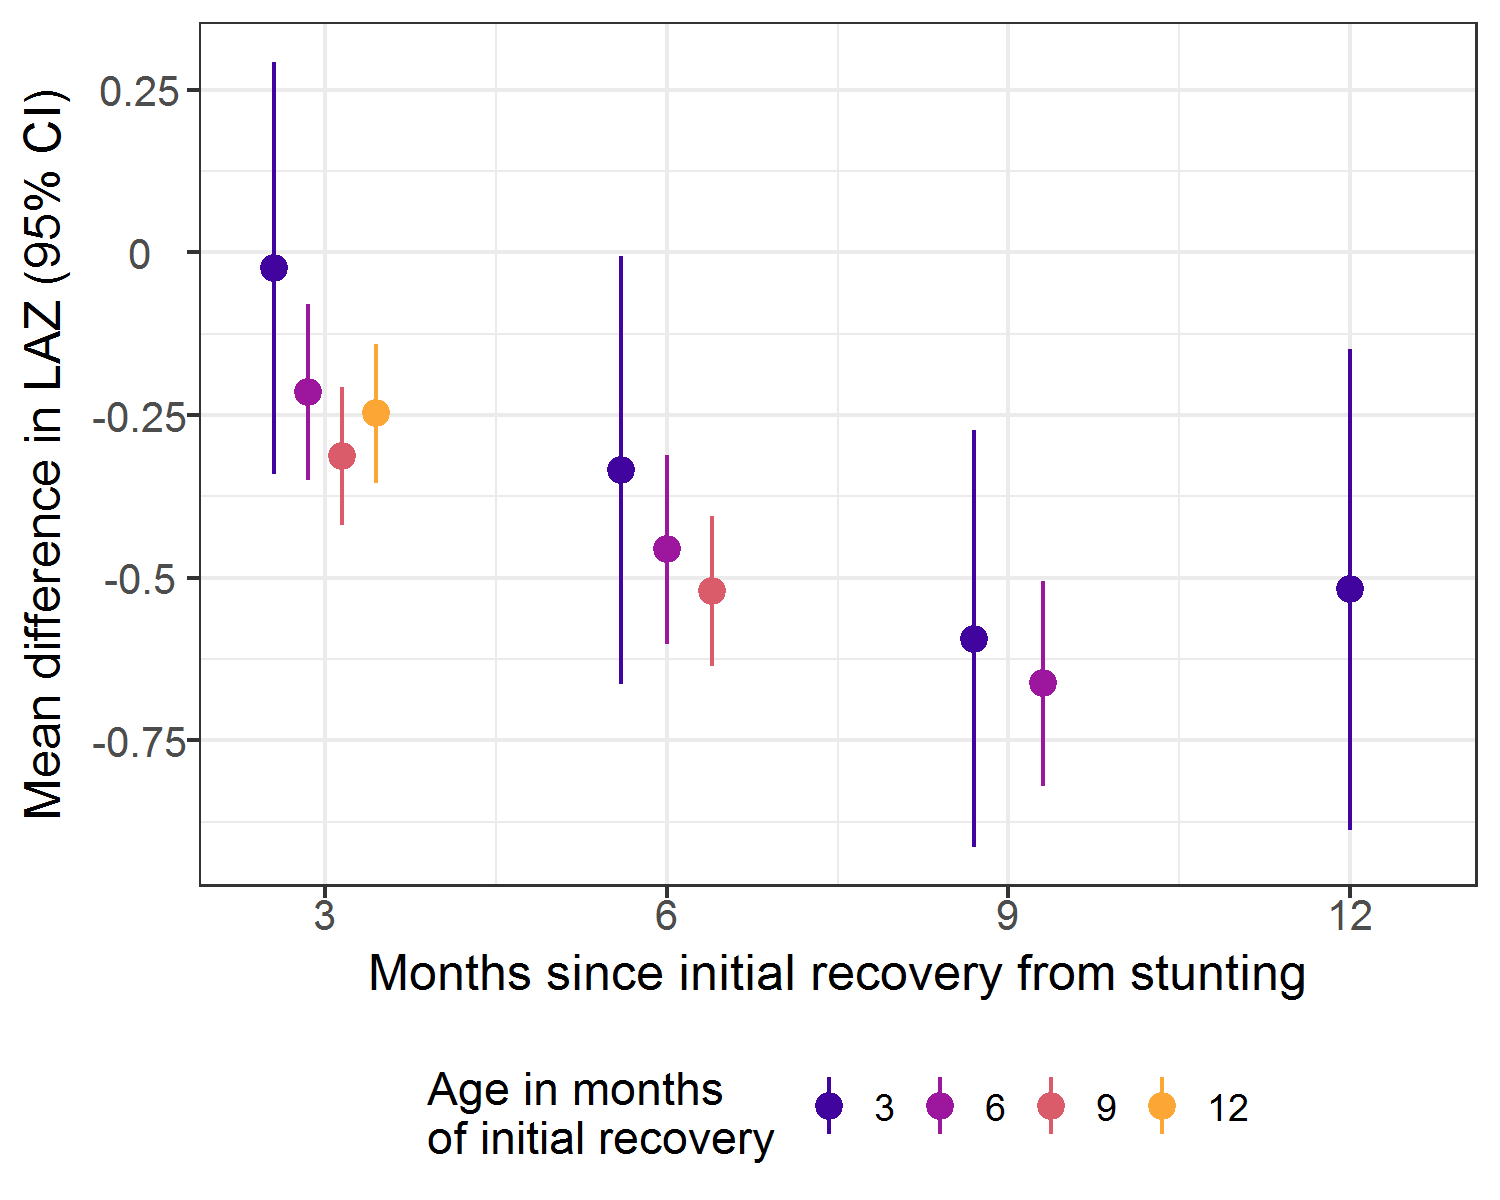 Mean difference in LAZ (95% CI)
0.25
0
-0.25
-0.5
-0.75
3 6 9 12
Months since initial recovery from stunting
Age in months
of initial recovery
3 6 9 12